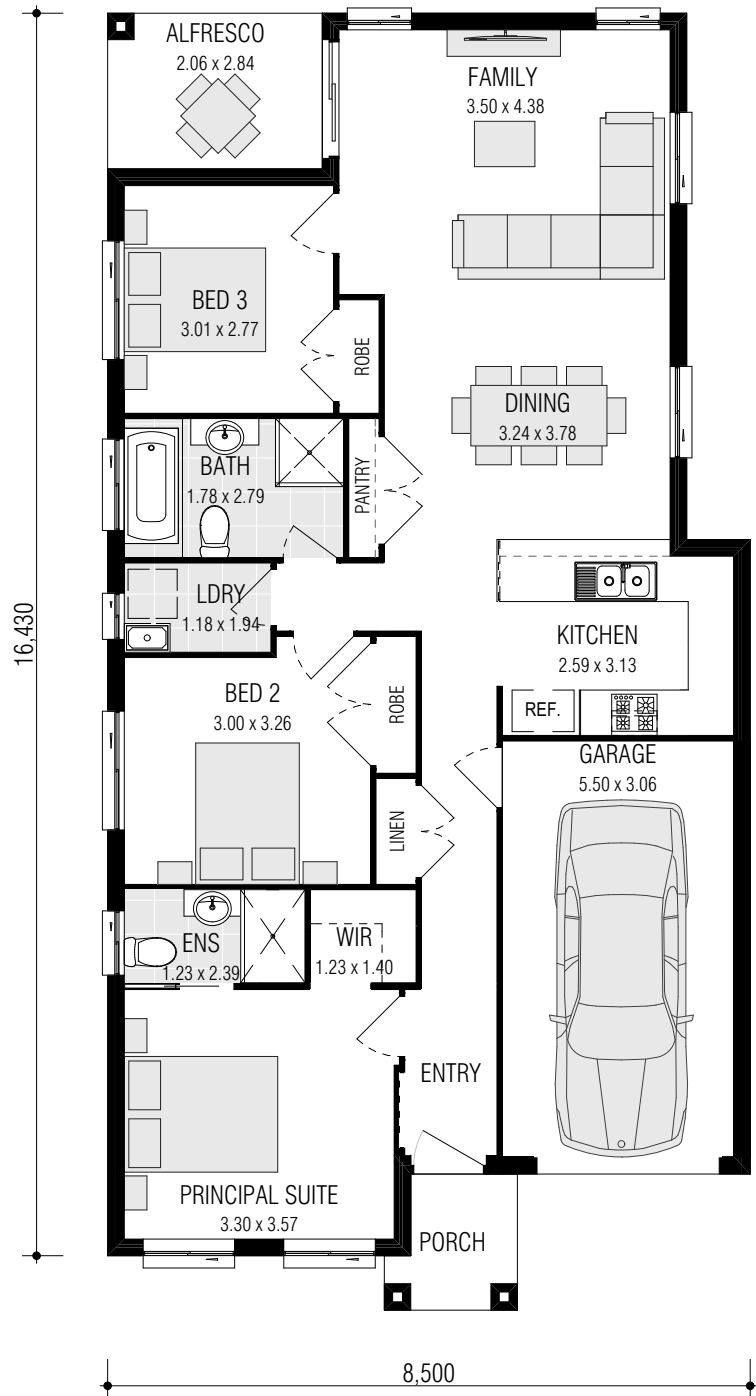 ALFRESCO
2.06 x 2.84
FAMILY
3.50 x 4.38
BED 3
3.01 x 2.77
ROBE
DINING
3.24 x 3.78
BATH
1.78 x 2.79
PANTRY
LDRY
1.18 x 1.94
16,430
KITCHEN
2.59 x 3.13
BED 2
3.00 x 3.26
ROBE
REF.
GARAGE
5.50 x 3.06
LINEN
ENS
1.23 x 2.39
WIR
1.23 x 1.40
ENTRY
PRINCIPAL SUITE
3.30 x 3.57
PORCH
8,500